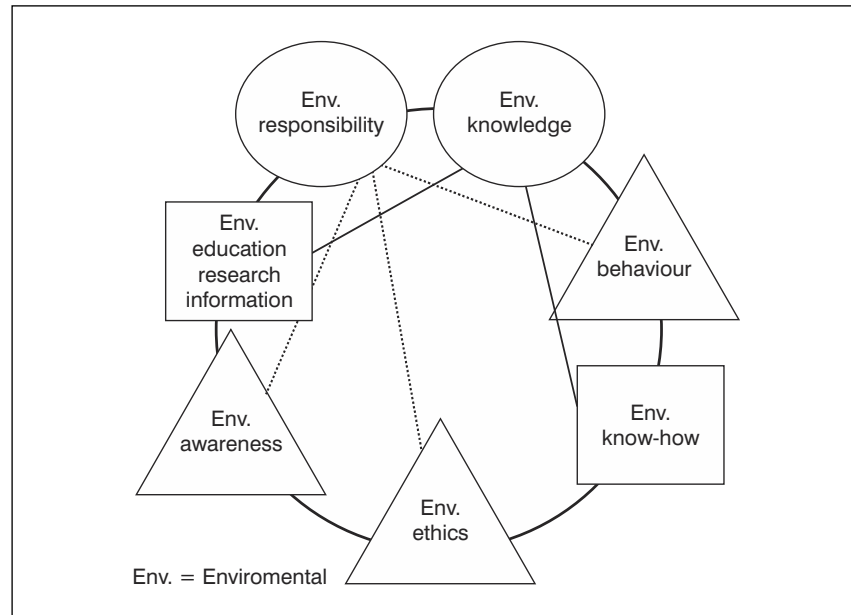 Env.
responsibility
Env.
knowledge
Env.
education
research
information
Env.
behaviour
Env.
awareness
Env.
know-how
Env.
ethics
Env. = Enviromental